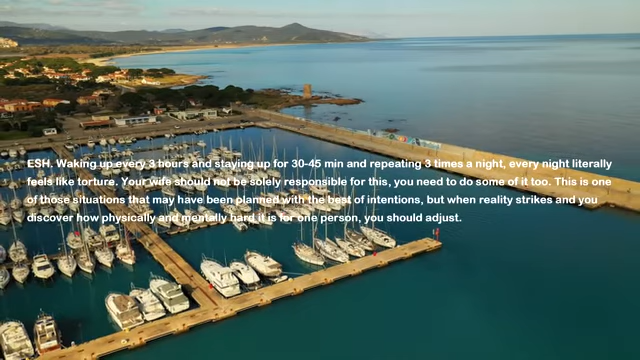 ESH. Waking up every 3 hours and staying up for 30-45 min and repeating 3 times a night, every night literally
feels like torture. Your wife should not be solely responsible for this, you need to do some of it too. This is one
of those situations that may have been planned with the best of intentions, but when reality strikes and you
discover how physically and mentally hard it is for one person, you should adjust.